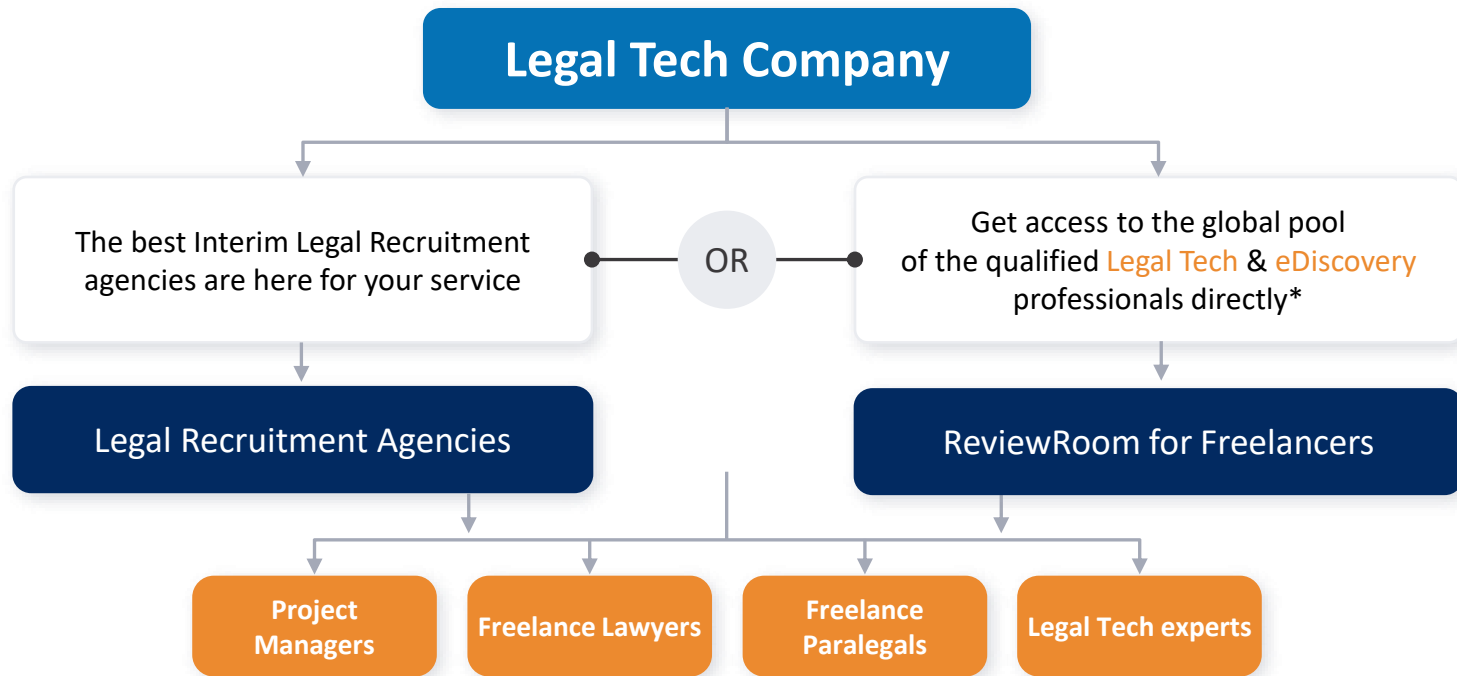 Legal Tech Company
The best Interim Legal Recruitment
agencies are here for your service
OR
Get access to the global pool
of the qualified Legal Tech & eDiscovery
professionals directly*
Legal Recruitment Agencies
ReviewRoom for Freelancers
Project
Managers
Freelance Lawyers
Freelance
Paralegals
Legal Tech experts